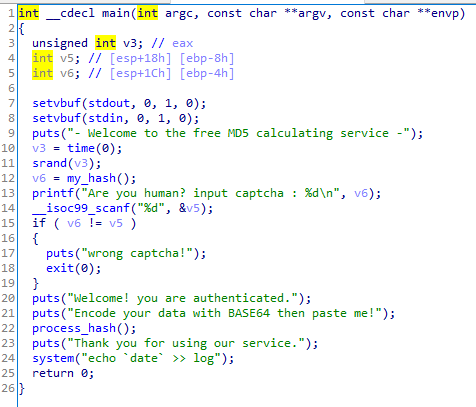 1 int __cdecl main(int argc, const char **argv, const char **envp)
2 {
3 unsigned int v3; // eax
4 int v5; // [esp+18h] [ebp-8h]
5 int v6; // [esp+1Ch] [ebp-4h]
6
7 setvbuf(stdout, 0, 1, 0);
8 setvbuf(stdin, 0, 1, 0);
9 puts("- Welcome to the free MD5 calculating service -");
10 v3 = time(0);
11 srand(v3);
12 v6 = my_hash();
13 printf("Are you human? input captcha : %d\n", v6);
14 __isoc99_scanf("%d", &v5);
15 if ( v6 != v5 )
16 {
17 puts("wrong captcha!");
18 exit(0);
19 }
20 puts("Welcome! you are authenticated.");
21 puts("Encode your data with BASE64 then paste me!");
22 process_hash();
23 puts("Thank you for using our service.");
24 system("echo `date` >> log");
25 return 0;
26 }